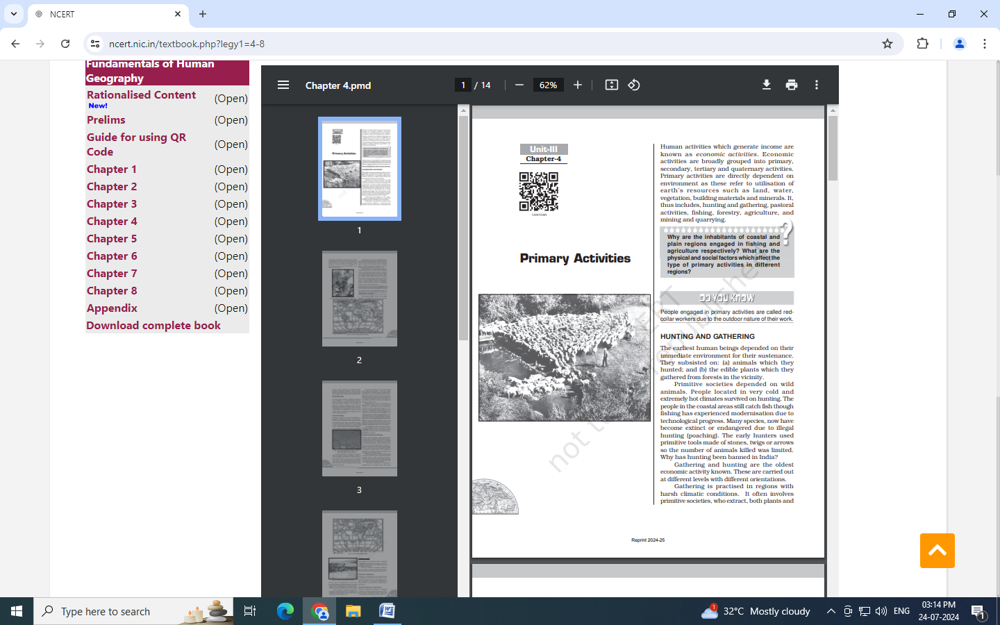 NCERT
ncert.nic.in/textbook.php?legy1=4-8
Fundamentals of Human
Geography
Rationalised Content (Open)
New!
Prelims (Open)
Guide for using QR
Code (Open)
Chapter 1 (Open)
Chapter 2 (Open)
Chapter 3 (Open)
Chapter 4 (Open)
Chapter 5 (Open)
Chapter 6 (Open)
Chapter 7 (Open)
Chapter 8 (Open)
Appendix (Open)
Download complete book
Chapter 4.pmd
1 / 14
62%
Primary Activities
1
2
3
Unit-III
Chapter-4
Primary Activities
Human activities which generate income are
known as economic activities. Economic
activities are broadly grouped into primary,
secondary, tertiary and quaternary activities.
Primary activities are directly dependent on
environment as these refer to utilisation of
earth's resources such as land, water,
vegetation, building materials and minerals. It,
thus includes, hunting and gathering, pastoral
activities, fishing, forestry, agriculture, and
mining and quarrying.
?
Why are the inhabitants of coastal and
plain regions engaged in fishing and
agriculture respectively? What are the
physical and social factors which affect the
type of primary activities in different
regions?
DO YOU KNOW
People engaged in primary activities are called red-
collar workers due to the outdoor nature of their work.
HUNTING AND GATHERING
The earliest human beings depended on their
immediate environment for their sustenance.
They subsisted on: (a) animals which they
hunted; and (b) the edible plants which they
gathered from forests in the vicinity.
Primitive societies depended on wild
animals. People located in very cold and
extremely hot climates survived on hunting. The
people in the coastal areas still catch fish though
fishing has experienced modernisation due to
technological progress. Many species, now have
become extinct or endangered due to illegal
hunting (poaching). The early hunters used
primitive tools made of stones, twigs or arrows
so the number of animals killed was limited.
Why has hunting been banned in India?
Gathering and hunting are the oldest
economic activity known. These are carried out
at different levels with different orientations.
Gathering is practised in regions with
harsh climatic conditions. It often involves
primitive societies, who extract, both plants and
not to
republishe
Reprint 2024-25
Type here to search
1
32°C Mostly cloudy
ENG
03:14 PM
24-07-2024
1